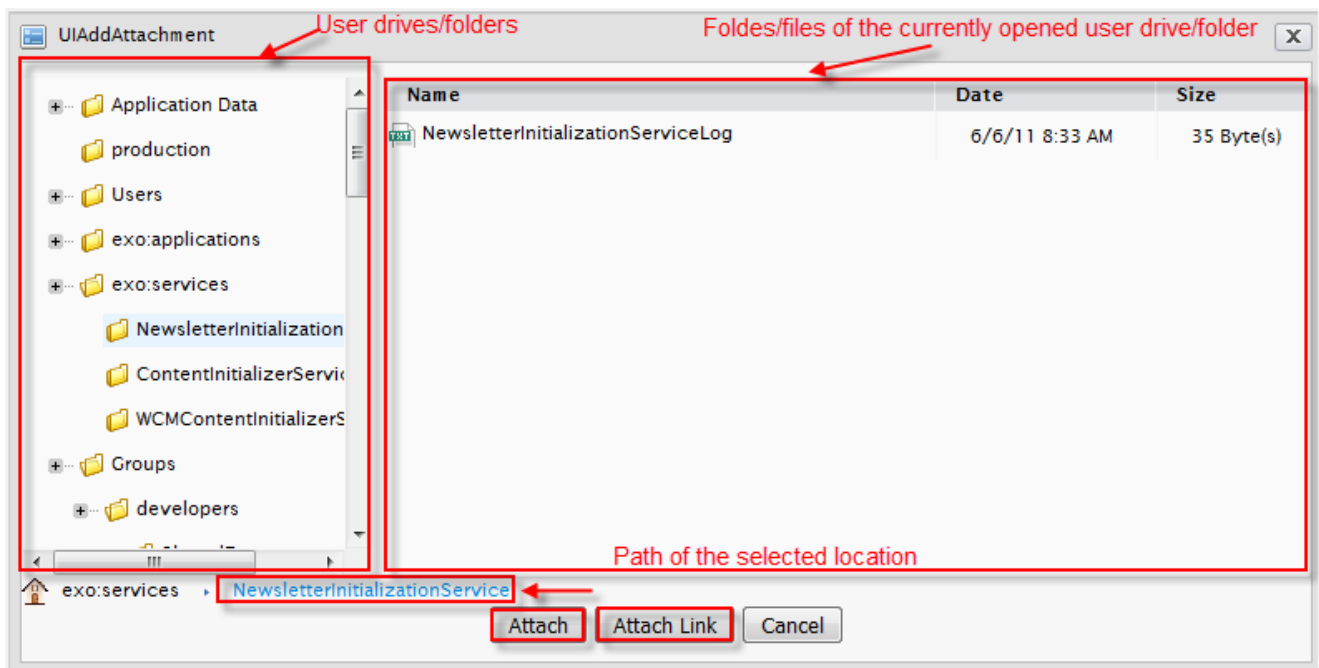 UIAddAttachment
User drives/folders
Foldes/files of the currently opened user drive/folder
x
Application Data
production
Users
exo:applications
exo:services
NewsletterInitialization
ContentInitializerServic
WCMContentInitializerS
Groups
developers
Name Date Size
TXT NewsletterInitializationServiceLog 6/6/11 8:33 AM 35 Byte(s)
Path of the selected location
exo:services NewsletterInitializationService
Attach Attach Link Cancel